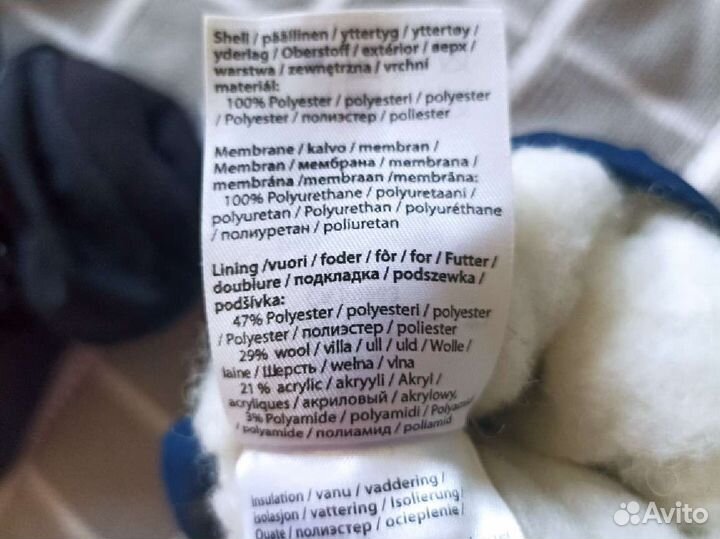 Shell / päällinen / yttertyg / yttertøy /
yderlag / Oberstoff / extérior / верх /
warstwa / zewnętrzna / vrchní
materiál:
100% Polyester / polyesteri / polyester
/ Polyester / полиэстер / poliester
Membrane / kalvo / membran /
Membran / мембрана / membrana /
membrána /membraan / membrāna:
100% Polyurethane / polyuretaani /
polyuretan / Polyurethan / polyuréthane
/ полиуретан / poliuretan
Lining /vuori / foder / fôr / for / Futter /
doublure / подкладка / podszewka /
podšívka:
47% Polyester / polyesteri / polyester
/ Polyester / полиэстер / poliester
29% wool / villa / ull / uld / Wolle /
laine / Шерсть / wełna / vlna
21 % acrylic / akryyli / Akryl /
acryliques / акриловый / akrylowy,
3% Polyamide / polyamidi / Polyamid
/ polyamide / полиамид / poliamid
Insulation / vanu / vaddering /
isolasjon / vattering / Isolierung/
Ouate / полиэстер / ocieplenie/
Avito